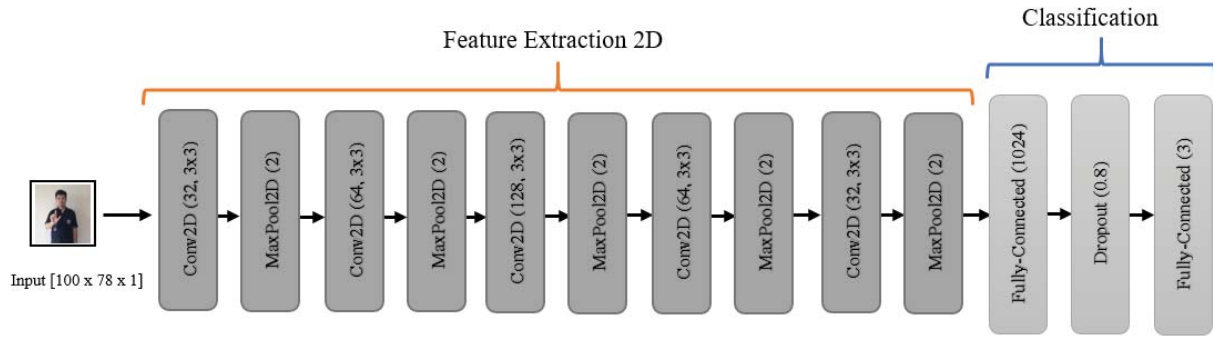 Classification
Feature Extraction 2D
Input [100 x 78 x 1]
Conv2D (32, 3x3)
MaxPool2D (2)
Conv2D (64, 3x3)
MaxPool2D (2)
Conv2D (128, 3x3)
MaxPool2D (2)
Conv2D (64, 3x3)
MaxPool2D (2)
Conv2D (32, 3x3)
MaxPool2D (2)
Fully-Connected (1024)
Dropout (0.8)
Fully-Connected (3)